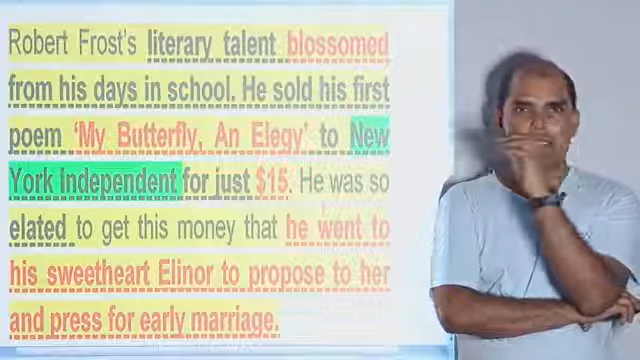 Robert Frost's literary talent blossomed
from his days in school. He sold his first
poem 'My Butterfly, An Elegy' to New
York Independent for just $15. He was so
elated to get this money that he went to
his sweetheart Elinor to propose to her
and press for early marriage.